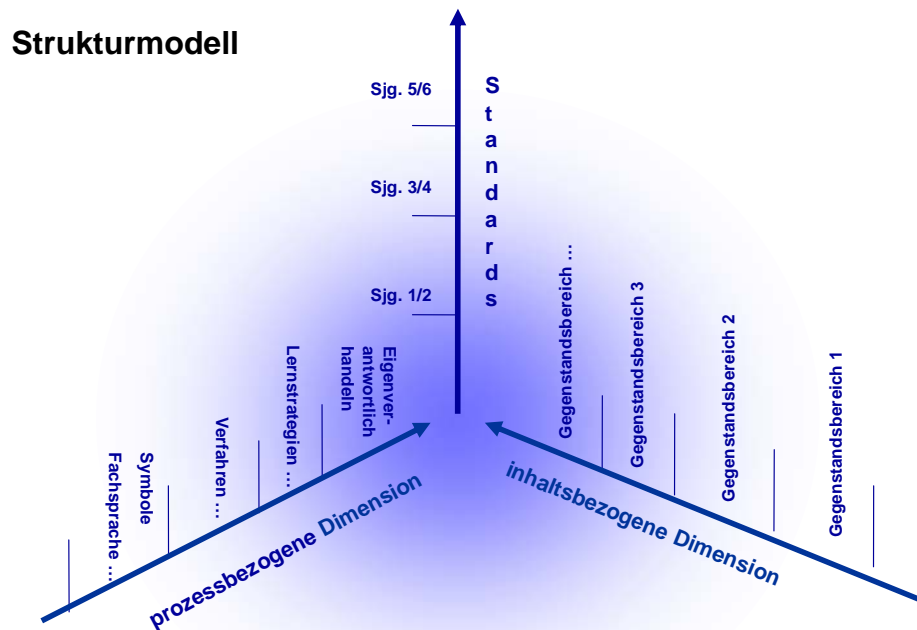 Strukturmodell
Sjg. 5/6
Sjg. 3/4
Sjg. 1/2
Standards
Symbole
Fachsprache ...
Verfahren ...
Lernstrategien ...
Eigenver-
antwortlich
handeln
prozessbezogene Dimension
Gegenstandsbereich ...
Gegenstandsbereich 3
Gegenstandsbereich 2
Gegenstandsbereich 1
inhaltsbezogene Dimension